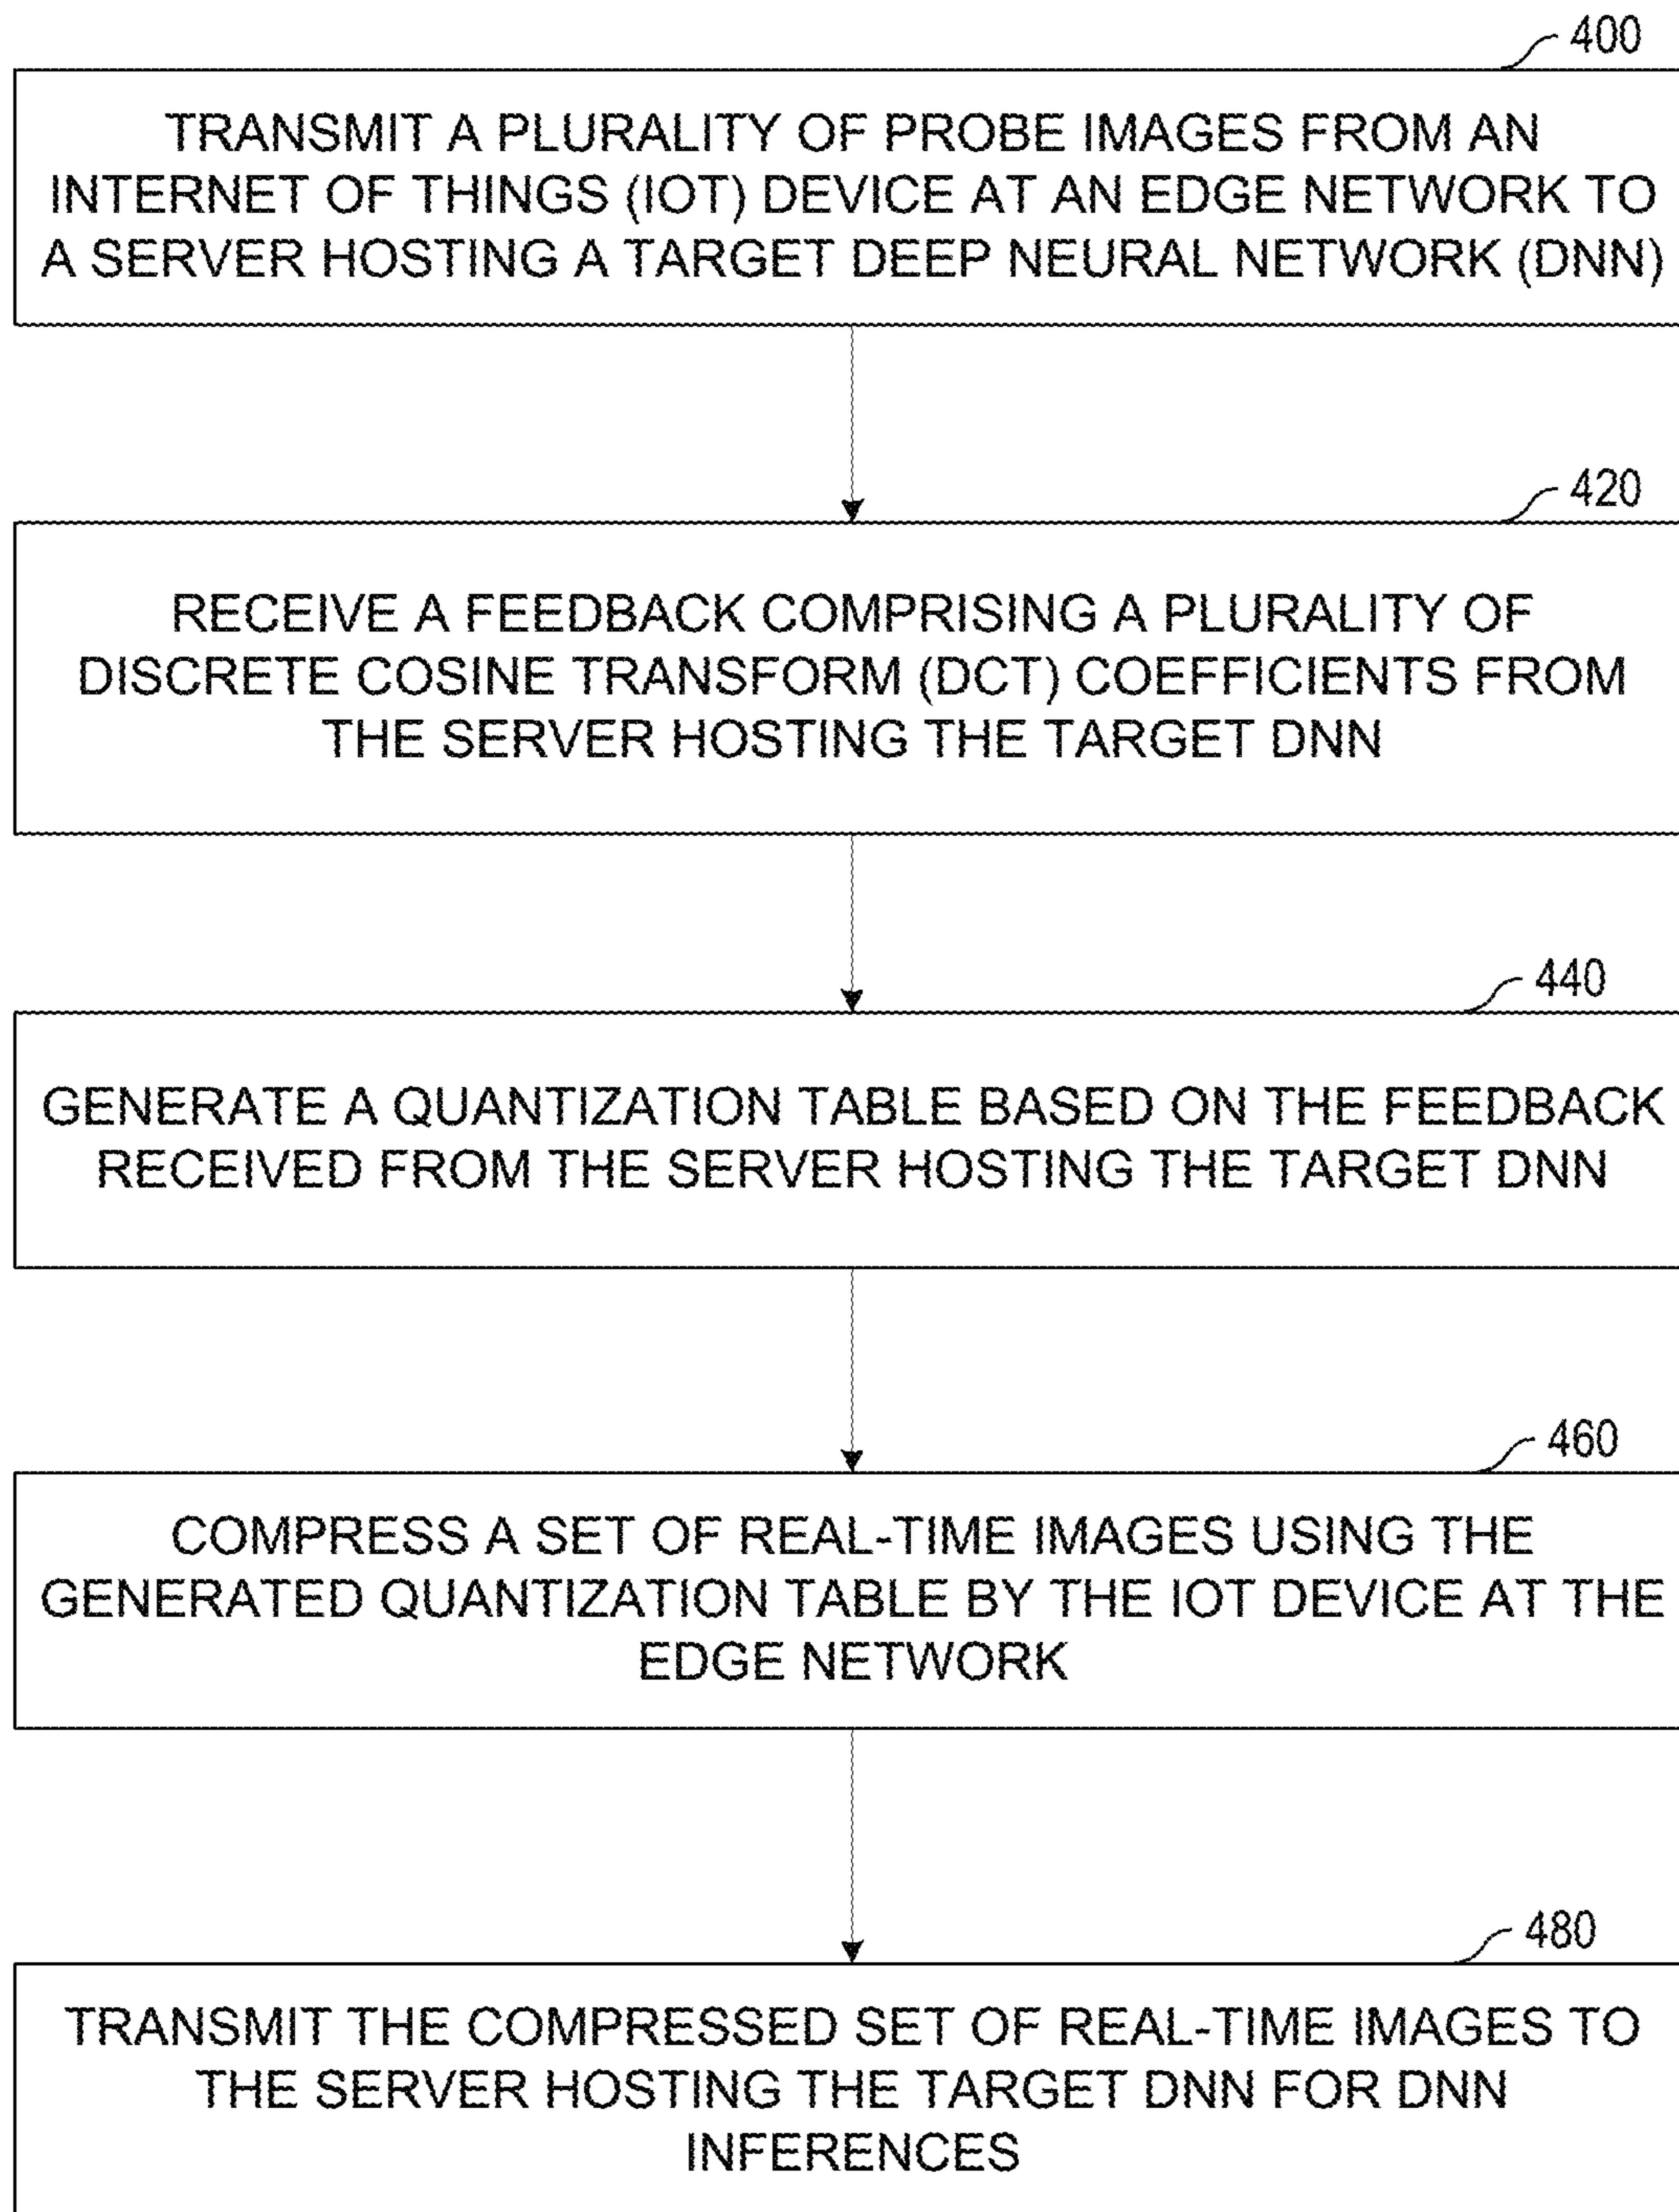 400
TRANSMIT A PLURALITY OF PROBE IMAGES FROM AN
INTERNET OF THINGS (IOT) DEVICE AT AN EDGE NETWORK TO
A SERVER HOSTING A TARGET DEEP NEURAL NETWORK (DNN)
420
RECEIVE A FEEDBACK COMPRISING A PLURALITY OF
DISCRETE COSINE TRANSFORM (DCT) COEFFICIENTS FROM
THE SERVER HOSTING THE TARGET DNN
440
GENERATE A QUANTIZATION TABLE BASED ON THE FEEDBACK
RECEIVED FROM THE SERVER HOSTING THE TARGET DNN
460
COMPRESS A SET OF REAL-TIME IMAGES USING THE
GENERATED QUANTIZATION TABLE BY THE IOT DEVICE AT THE
EDGE NETWORK
480
TRANSMIT THE COMPRESSED SET OF REAL-TIME IMAGES TO
THE SERVER HOSTING THE TARGET DNN FOR DNN
INFERENCES